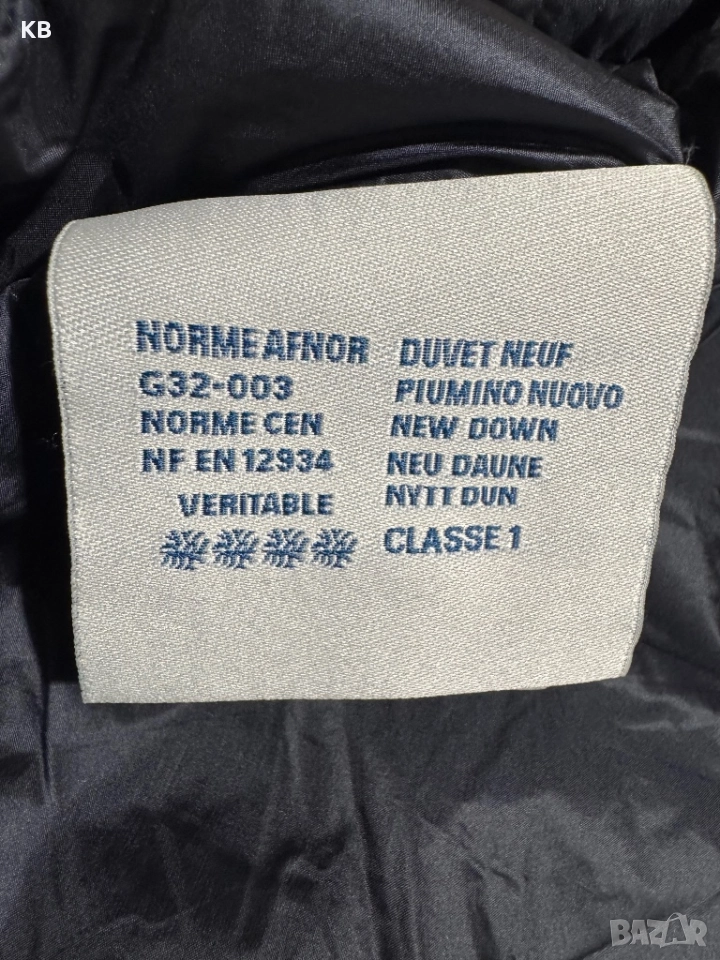 KB
NORME AFNOR
G32-003
NORME CEN
NF EN 12934
VERITABLE
DUVET NEUF
PIUMINO NUOVO
NEW DOWN
NEU DAUNE
NYTT DUN
CLASSE 1
BAZAR